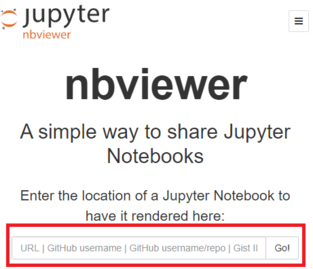 jupyter
nbviewer
nbviewer
A simple way to share Jupyter
Notebooks
Enter the location of a Jupyter Notebook to
have it rendered here:
URL | GitHub username | GitHub username/repo | Gist I Go!